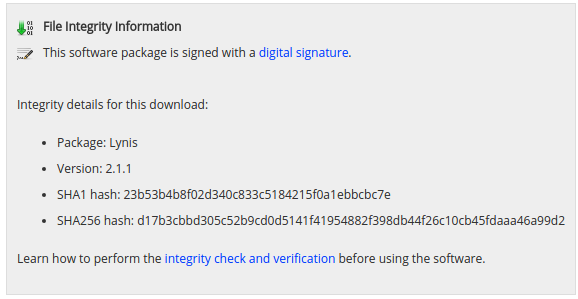 File Integrity Information
This software package is signed with a digital signature.
Integrity details for this download:
• Package: Lynis
• Version: 2.1.1
• SHA1 hash: 23b53b4b8f02d340c833c5184215f0a1ebbcbc7e
• SHA256 hash: d17b3cbbd305c52b9cd0d5141f41954882f398db44f26c10cb45fdaaa46a99d2
Learn how to perform the integrity check and verification before using the software.